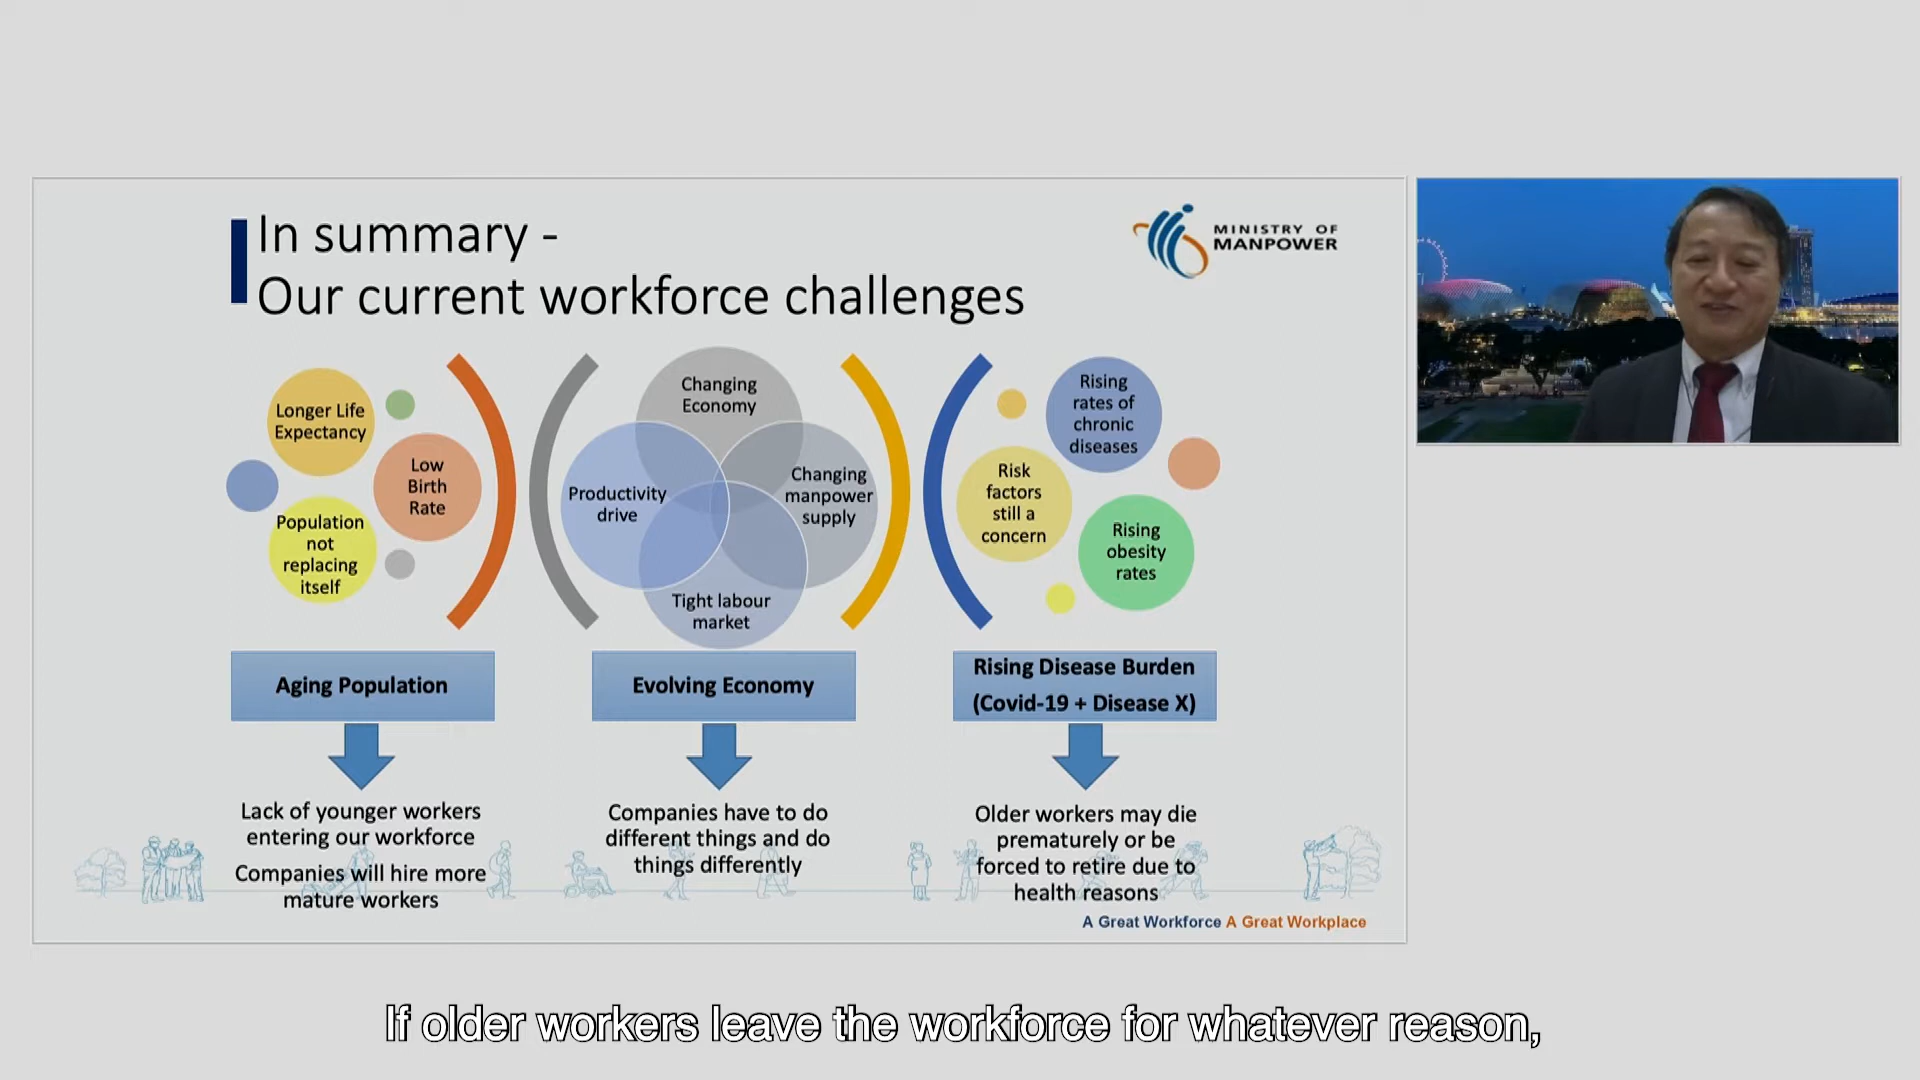 In summary -
Our current workforce challenges
MINISTRY OF
MANPOWER
Longer Life
Expectancy
Low
Birth
Rate
Population
not
replacing
itself
Changing
Economy
Productivity
drive
Changing
manpower
supply
Tight labour
market
Rising
rates of
chronic
diseases
Risk
factors
still a
concern
Rising
obesity
rates
Aging Population
Evolving Economy
Rising Disease Burden
(Covid-19 + Disease X)
Lack of younger workers
entering our workforce
Companies will hire more
mature workers
Companies have to do
different things and do
things differently
Older workers may die
prematurely or be
forced to retire due to
health reasons
A Great Workforce A Great Workplace
If older workers leave the workforce for whatever reason,